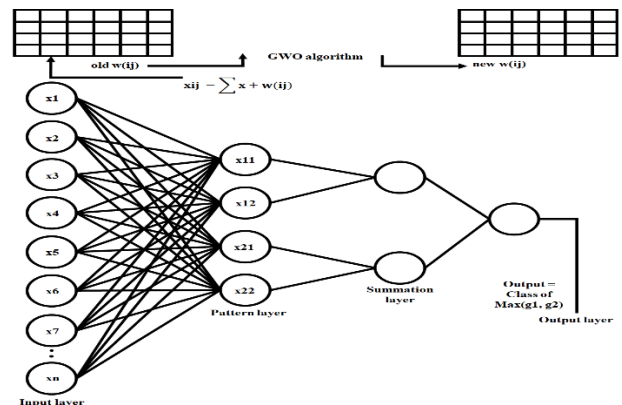 GWO algorithm
old w(ij)
new w(ij)
xij − ∑ x + w(ij)
x1
x2
x3
x4
x5
x6
x7
xn
Input layer
x11
x12
x21
x22
Pattern layer
Summation
layer
Output =
Class of
Max(g1, g2)
Output layer